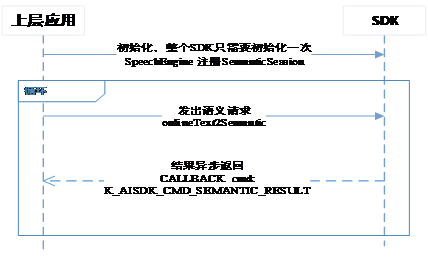 上层应用
SDK
初始化、整个SDK只需要初始化一次
SpeechEngine 注册SemanticSession
循环
发出语义请求
onlineText2Semantic
结果异步返回
CALLBACK_cmd:
K_AISDK_CMD_SEMANTIC_RESULT